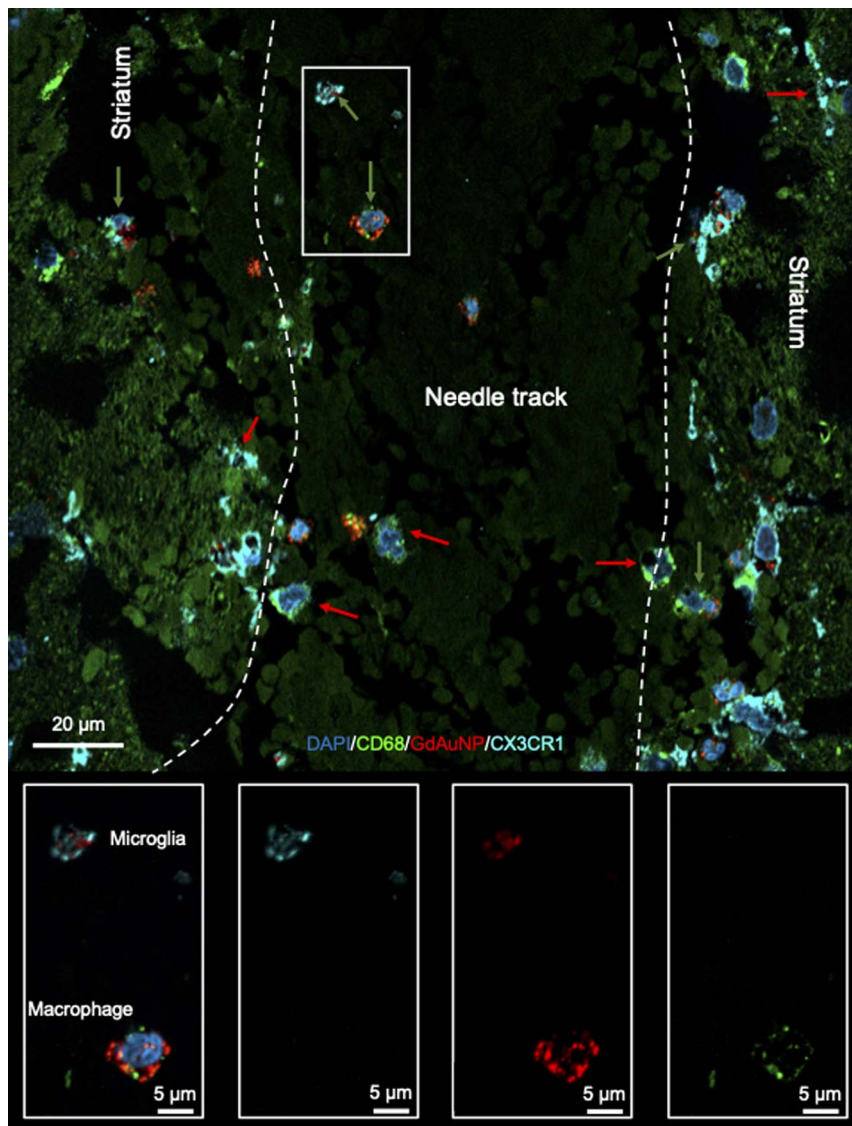 Striatum
Striatum
Needle track
20 µm
DAPI/CD68/GdAuNP/CX3CR1
Microglia
Macrophage
5 µm
5 µm
5 µm
5 µm